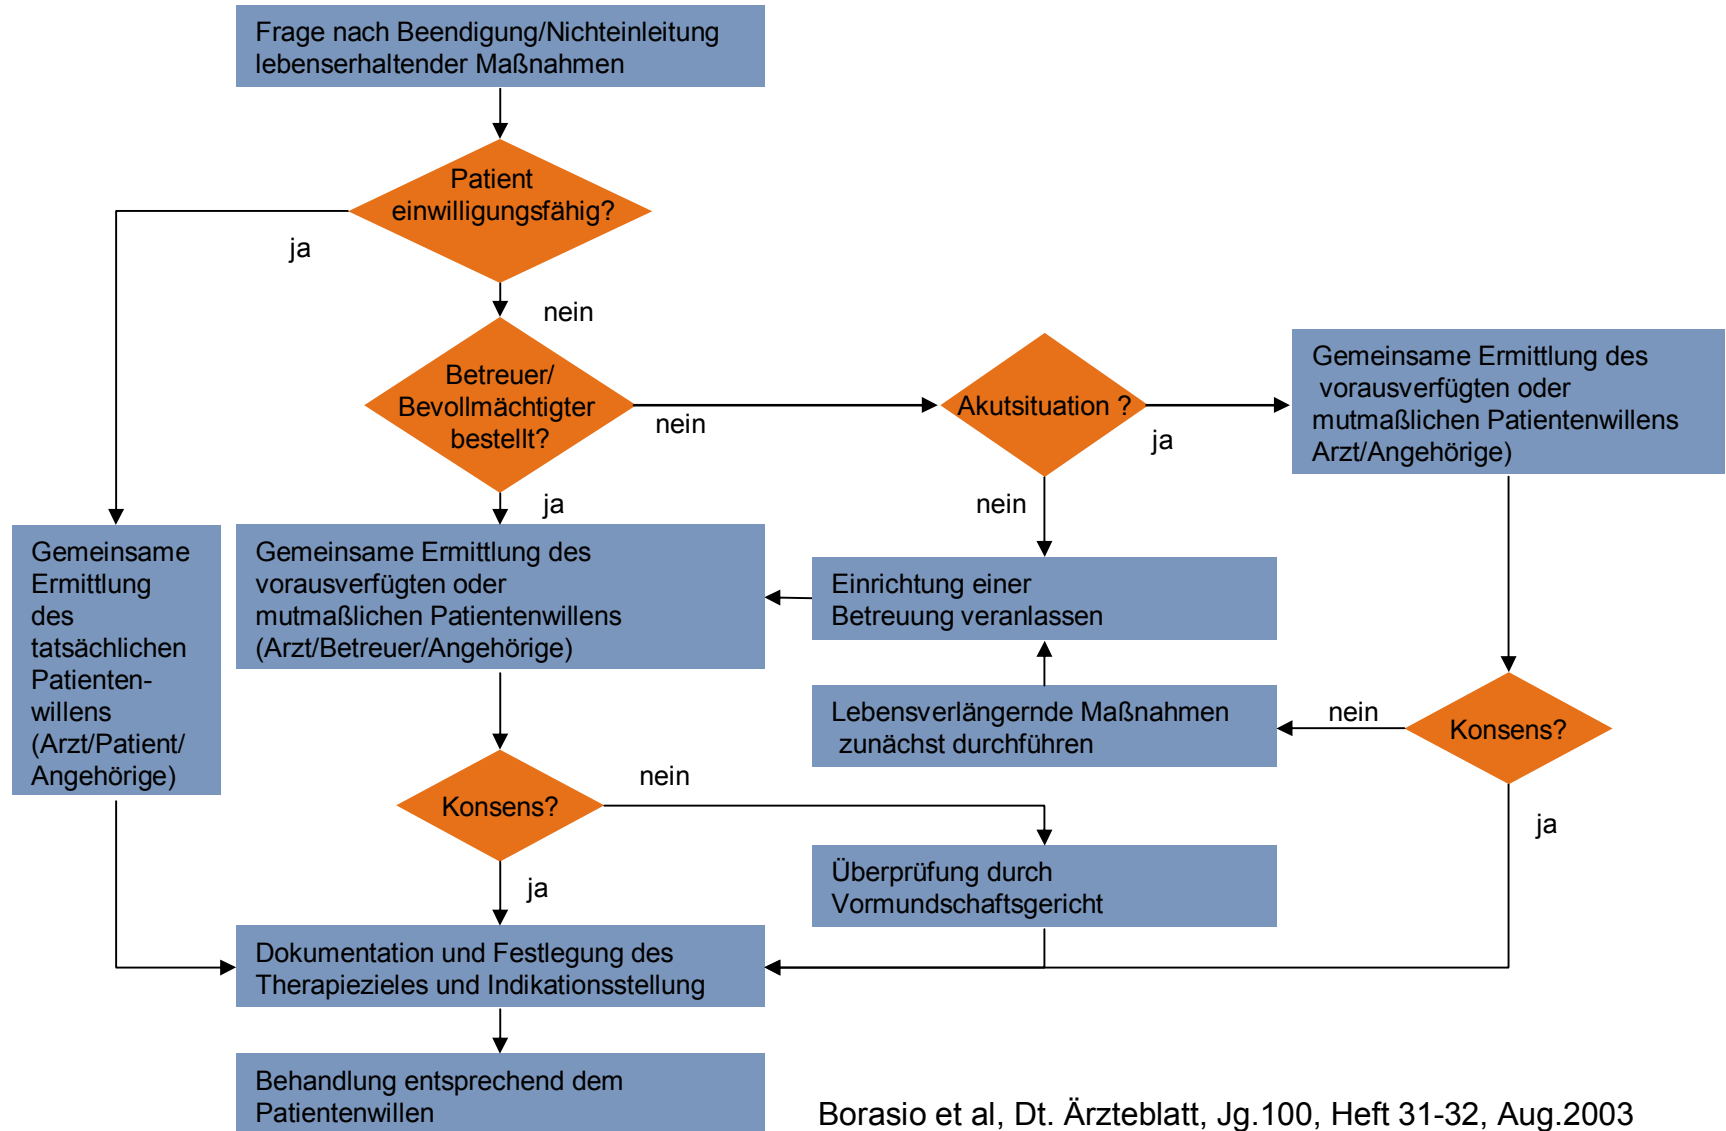 Frage nach Beendigung/Nichteinleitung
lebenserhaltender Maßnahmen
Patient
einwilligungsfähig?
ja
nein
Betreuer/
Bevollmächtigter
bestellt?
nein
Akutsituation ?
ja
Gemeinsame Ermittlung des
vorausverfügten oder
mutmaßlichen Patientenwillens
Arzt/Angehörige)
ja
nein
Gemeinsame
Ermittlung
des
tatsächlichen
Patienten-
willens
(Arzt/Patient/
Angehörige)
Gemeinsame Ermittlung des
vorausverfügten oder
mutmaßlichen Patientenwillens
(Arzt/Betreuer/Angehörige)
Einrichtung einer
Betreuung veranlassen
Lebensverlängernde Maßnahmen
zunächst durchführen
nein
Konsens?
Konsens?
nein
ja
ja
Überprüfung durch
Vormundschaftsgericht
Dokumentation und Festlegung des
Therapiezieles und Indikationsstellung
Behandlung entsprechend dem
Patientenwillen
Borasio et al, Dt. Ärzteblatt, Jg.100, Heft 31-32, Aug.2003